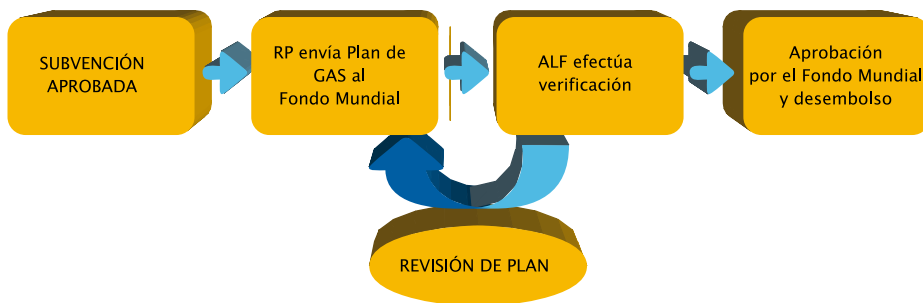 SUBVENCIÓN
APROBADA
RP envía Plan de
GAS al
Fondo Mundial
ALF efectúa
verificación
Aprobación
por el Fondo Mundial
y desembolso
REVISIÓN DE PLAN